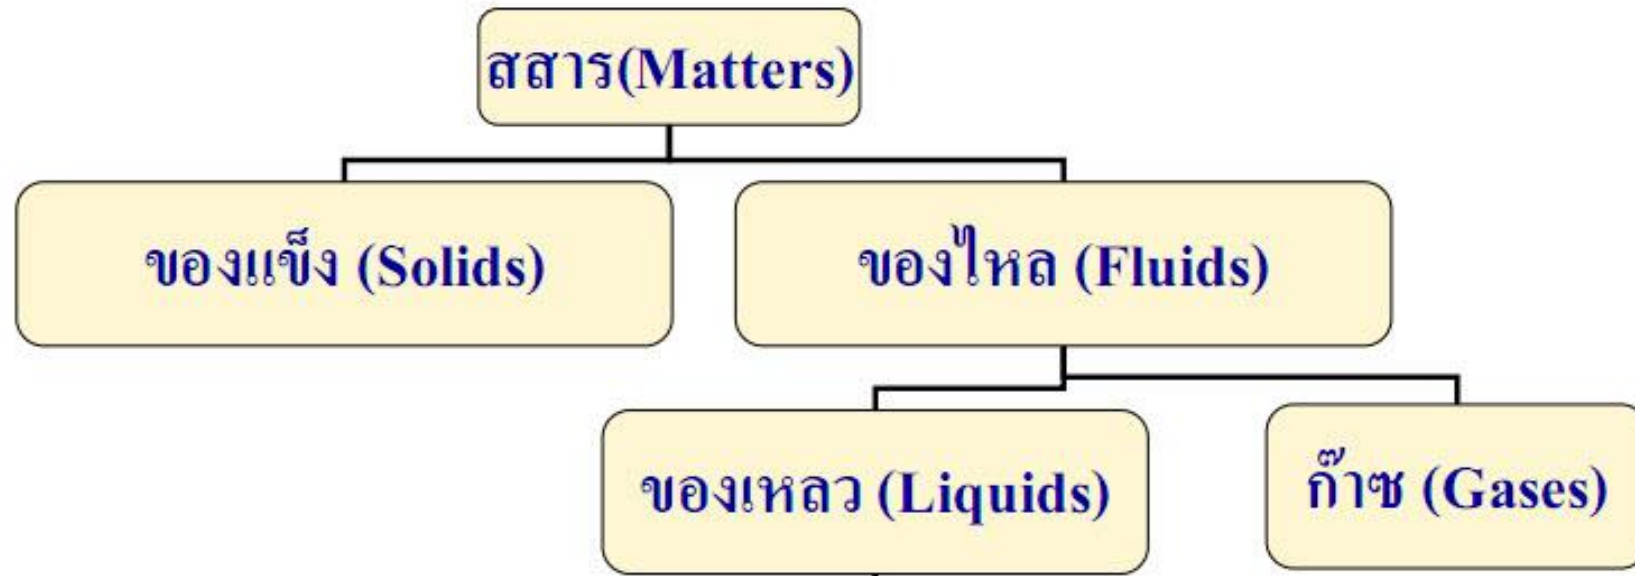 สสาร(Matters)
ของแข็ง (Solids)
ของไหล (Fluids)
ของเหลว (Liquids)
ก๊าซ (Gases)